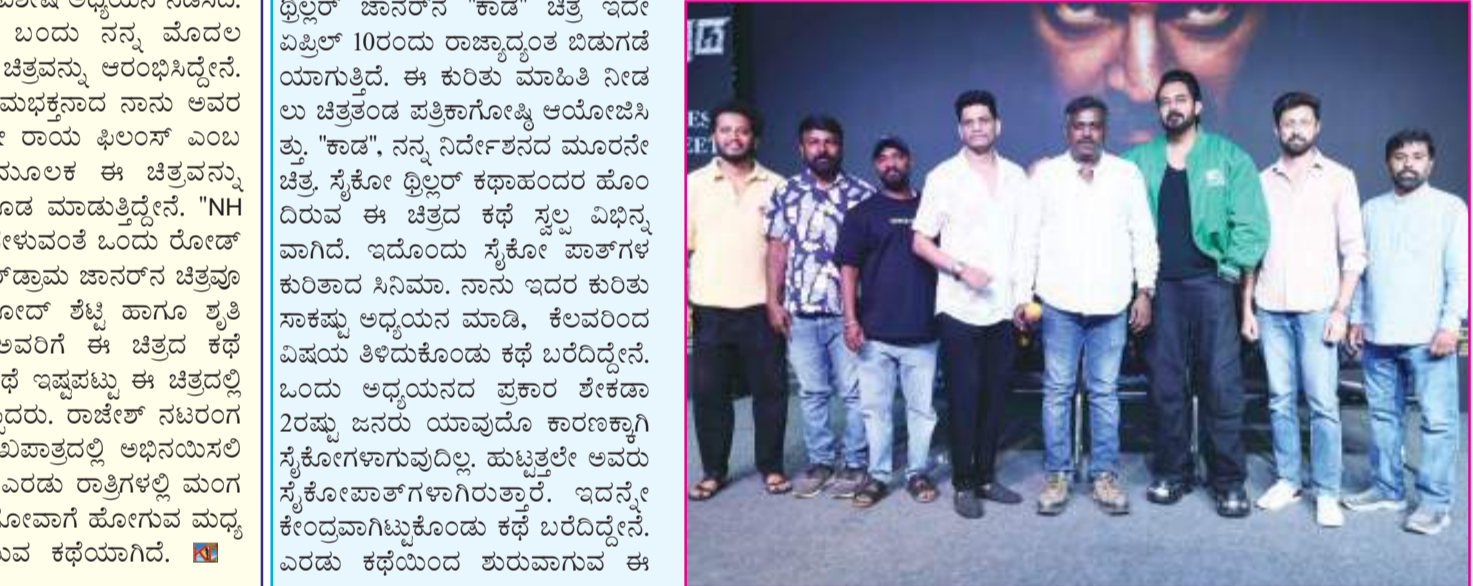 ಬಂದು ನನ್ನ ಮೊದಲ
ಚಿತ್ರವನ್ನು ಆರಂಭಿಸಿದ್ದೇನೆ.
ಮಭಕ್ತನಾದ ನಾನು ಅವರ
ರಾಯ ಫಿಲಂಸ್ ಎಂಬ
ಮೂಲಕ ಈ ಚಿತ್ರವನ್ನು
ಮಾಡುತ್ತಿದ್ದೇನೆ. "NH
ಳುವಂತೆ ಒಂದು ರೋಡ್
ಡ್ರಾಮ ಜಾನರ್‌ನ ಚಿತ್ರವೂ
ಶೆಟ್ಟಿ ಹಾಗೂ ಶೃತಿ
ಅವರಿಗೆ ಈ ಚಿತ್ರದ ಕಥೆ
ಥೆ ಇಷ್ಟಪಟ್ಟು ಈ ಚಿತ್ರದಲ್ಲಿ
ದರು. ರಾಜೇಶ್ ನಟರಂಗ
ಖಪಾತ್ರದಲ್ಲಿ ಅಭಿನಯಿಸಲಿ
ಎರಡು ರಾತ್ರಿಗಳಲ್ಲಿ ಮಂಗ
ೋವಾಗೆ ಹೋಗುವ ಮಧ್ಯ
ುವ ಕಥೆಯಾಗಿದೆ.
ಥ್ರಿಲ್ಲರ್ ಜಾನರ್‌ನ "ಕಾಡ" ಚಿತ್ರ ಇದೇ
ಏಪ್ರಿಲ್ 10ರಂದು ರಾಜ್ಯಾದ್ಯಂತ ಬಿಡುಗಡೆ
ಯಾಗುತ್ತಿದೆ. ಈ ಕುರಿತು ಮಾಹಿತಿ ನೀಡ
ಲು ಚಿತ್ರತಂಡ ಪತ್ರಿಕಾಗೋಷ್ಠಿ ಆಯೋಜಿಸಿ
ತ್ತು. "ಕಾಡ", ನನ್ನ ನಿರ್ದೇಶನದ ಮೂರನೇ
ಚಿತ್ರ. ಸೈಕೋ ಥ್ರಿಲ್ಲರ್ ಕಥಾಹಂದರ ಹೊಂ
ದಿರುವ ಈ ಚಿತ್ರದ ಕಥೆ ಸ್ವಲ್ಪ ವಿಭಿನ್ನ
ವಾಗಿದೆ. ಇದೊಂದು ಸೈಕೋ ಪಾತ್‌ಗಳ
ಕುರಿತಾದ ಸಿನಿಮಾ. ನಾನು ಇದರ ಕುರಿತು
ಸಾಕಷ್ಟು ಅಧ್ಯಯನ ಮಾಡಿ, ಕೆಲವರಿಂದ
ವಿಷಯ ತಿಳಿದುಕೊಂಡು ಕಥೆ ಬರೆದಿದ್ದೇನೆ.
ಒಂದು ಅಧ್ಯಯನದ ಪ್ರಕಾರ ಶೇಕಡಾ
2ರಷ್ಟು ಜನರು ಯಾವುದೊ ಕಾರಣಕ್ಕಾಗಿ
ಸೈಕೋಗಳಾಗುವುದಿಲ್ಲ. ಹುಟ್ಟತ್ತಲೇ ಅವರು
ಸೈಕೋಪಾತ್‌ಗಳಾಗಿರುತ್ತಾರೆ. ಇದನ್ನೇ
ಕೇಂದ್ರವಾಗಿಟ್ಟುಕೊಂಡು ಕಥೆ ಬರೆದಿದ್ದೇನೆ.
ಎರಡು ಕಥೆಯಿಂದ ಶುರುವಾಗುವ ಈ